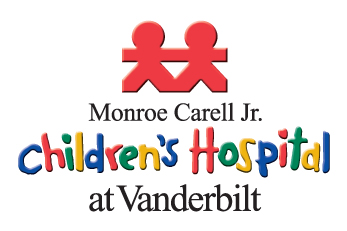 Monroe Carell Jr.
Children's Hospital
at Vanderbilt